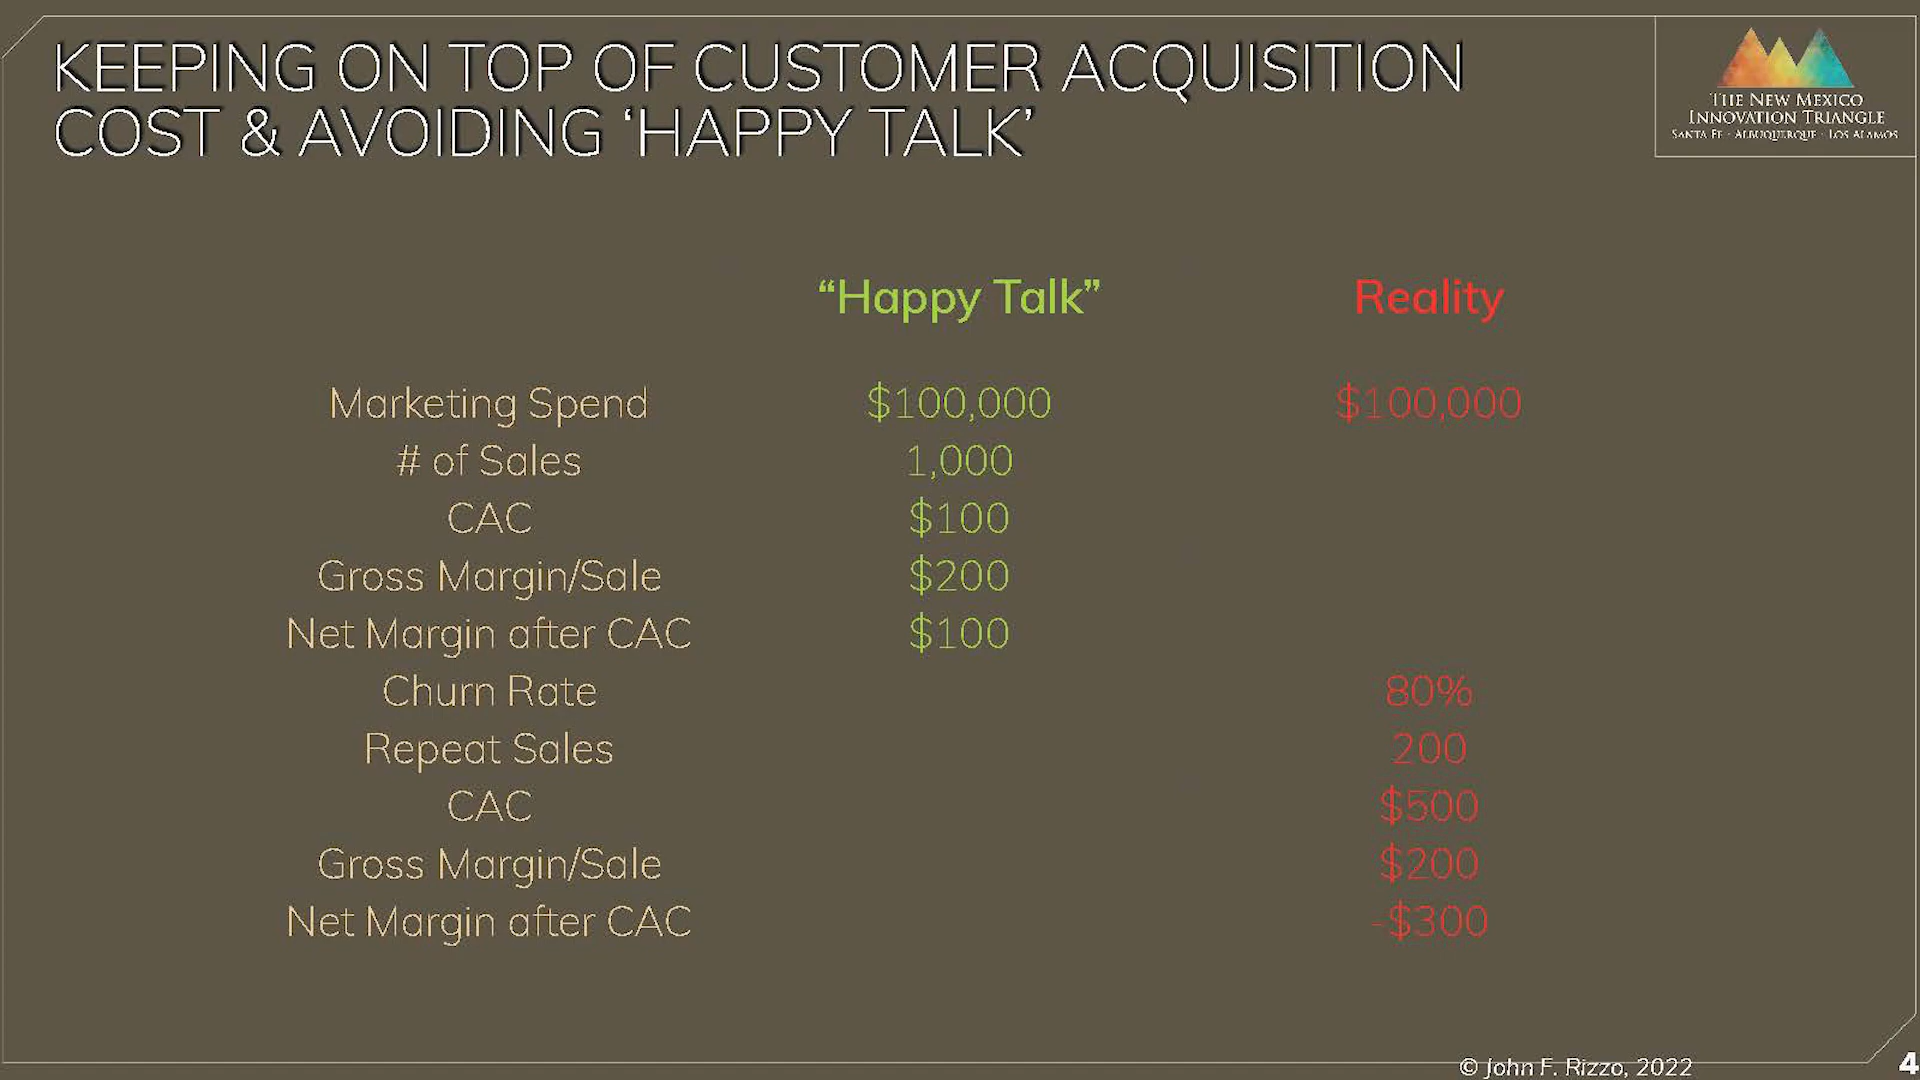 KEEPING ON TOP OF CUSTOMER ACQUISITION
COST & AVOIDING ‘HAPPY TALK’
THE NEW MEXICO
INNOVATION TRIANGLE
SANTA FE · ALBUQUERQUE · LOS ALAMOS
“Happy Talk” Reality
Marketing Spend $100,000 $100,000
# of Sales 1,000
CAC $100
Gross Margin/Sale $200
Net Margin after CAC $100
Churn Rate 80%
Repeat Sales 200
CAC $500
Gross Margin/Sale $200
Net Margin after CAC -$300
© John F. Rizzo, 2022 4